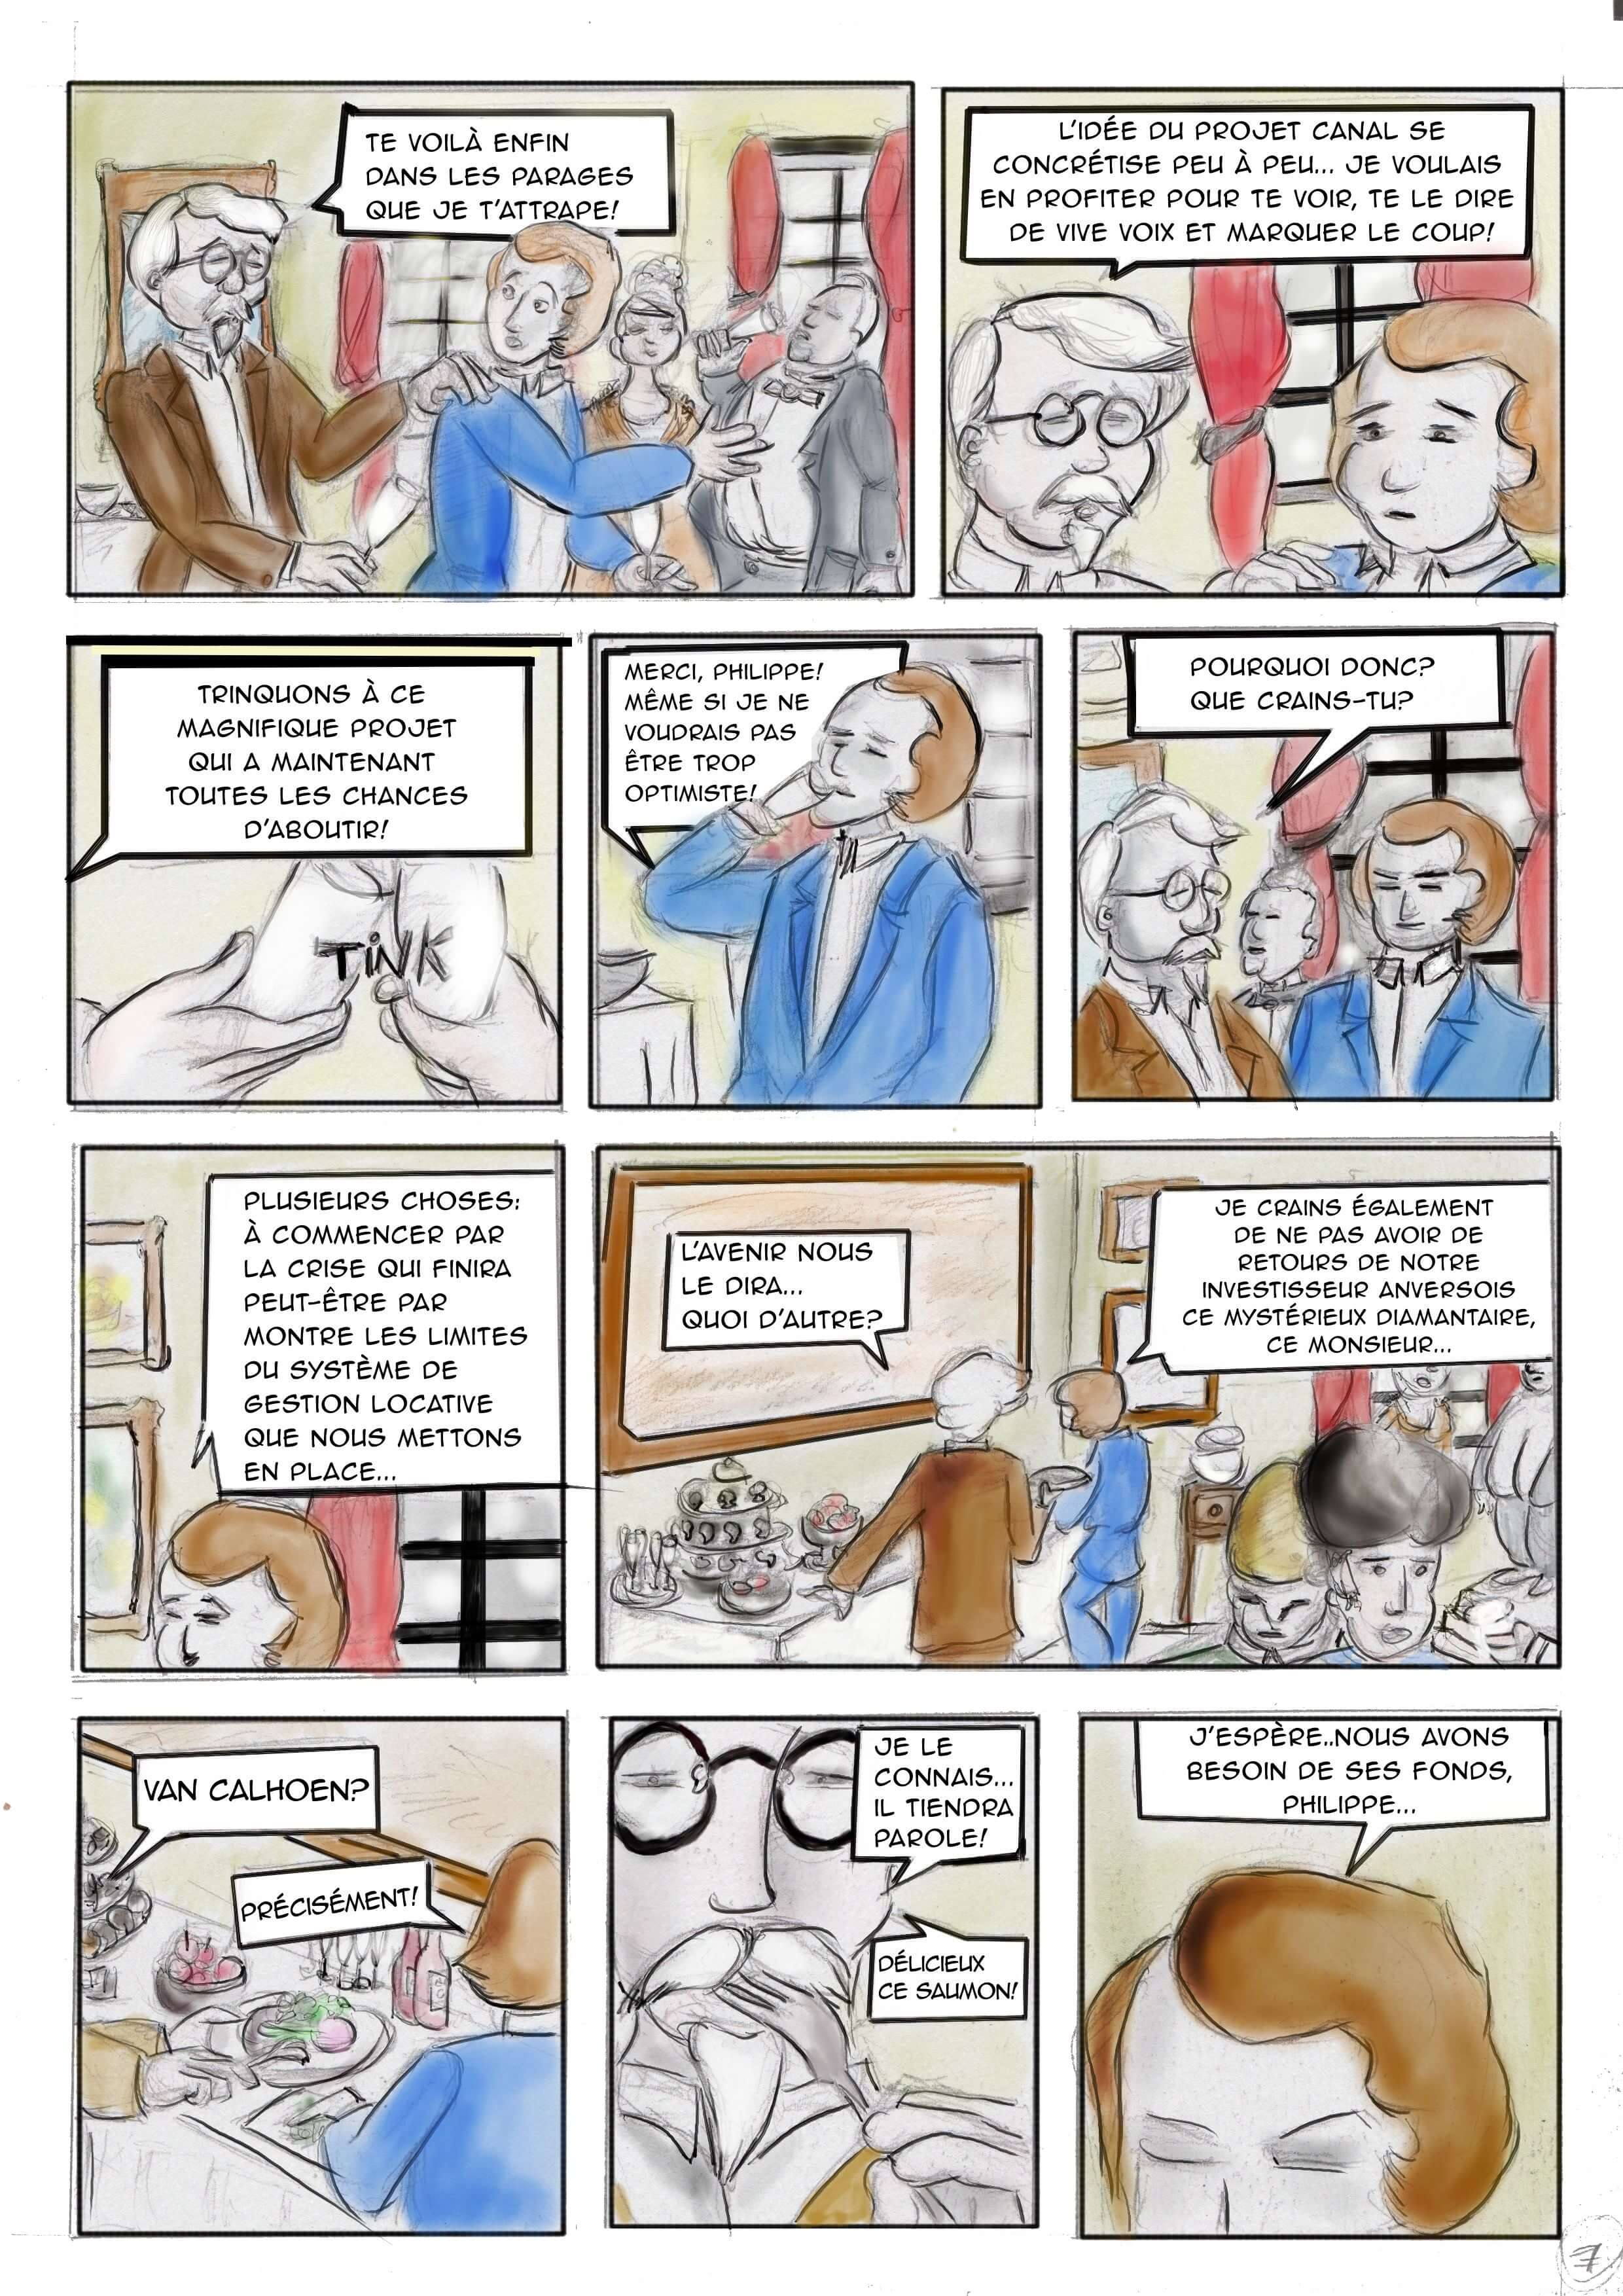 TE VOILÀ ENFIN
DANS LES PARAGES
QUE JE T'ATTRAPE!
L'IDÉE DU PROJET CANAL SE
CONCRÉTISE PEU À PEU... JE VOULAIS
EN PROFITER POUR TE VOIR, TE LE DIRE
DE VIVE VOIX ET MARQUER LE COUP!
TRINQUONS À CE
MAGNIFIQUE PROJET
QUI A MAINTENANT
TOUTES LES CHANCES
D'ABOUTIR!
TINK
MERCI, PHILIPPE!
MÊME SI JE NE
VOUDRAIS PAS
ÊTRE TROP
OPTIMISTE!
POURQUOI DONC?
QUE CRAINS-TU?
PLUSIEURS CHOSES:
À COMMENCER PAR
LA CRISE QUI FINIRA
PEUT-ÊTRE PAR
MONTRE LES LIMITES
DU SYSTÈME DE
GESTION LOCATIVE
QUE NOUS METTONS
EN PLACE...
L'AVENIR NOUS
LE DIRA...
QUOI D'AUTRE?
JE CRAINS ÉGALEMENT
DE NE PAS AVOIR DE
RETOURS DE NOTRE
INVESTISSEUR ANVERSOIS
CE MYSTÉRIEUX DIAMANTAIRE,
CE MONSIEUR...
VAN CALHOEN?
PRÉCISÉMENT!
JE LE
CONNAIS...
IL TIENDRA
PAROLE!
DÉLICIEUX
CE SAUMON!
J'ESPÈRE..NOUS AVONS
BESOIN DE SES FONDS,
PHILIPPE...
7